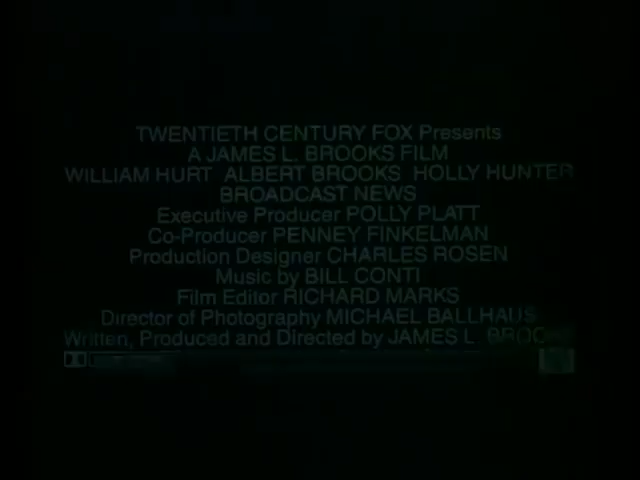 TWENTIETH CENTURY FOX Presents
A JAMES L. BROOKS FILM
WILLIAM HURT ALBERT BROOKS HOLLY HUNTER
BROADCAST NEWS
Executive Producer POLLY PLATT
Co-Producer PENNEY FINKELMAN
Production Designer CHARLES ROSEN
Music by BILL CONTI
Film Editor RICHARD MARKS
Director of Photography MICHAEL BALLHAUS
Written, Produced and Directed by JAMES L.